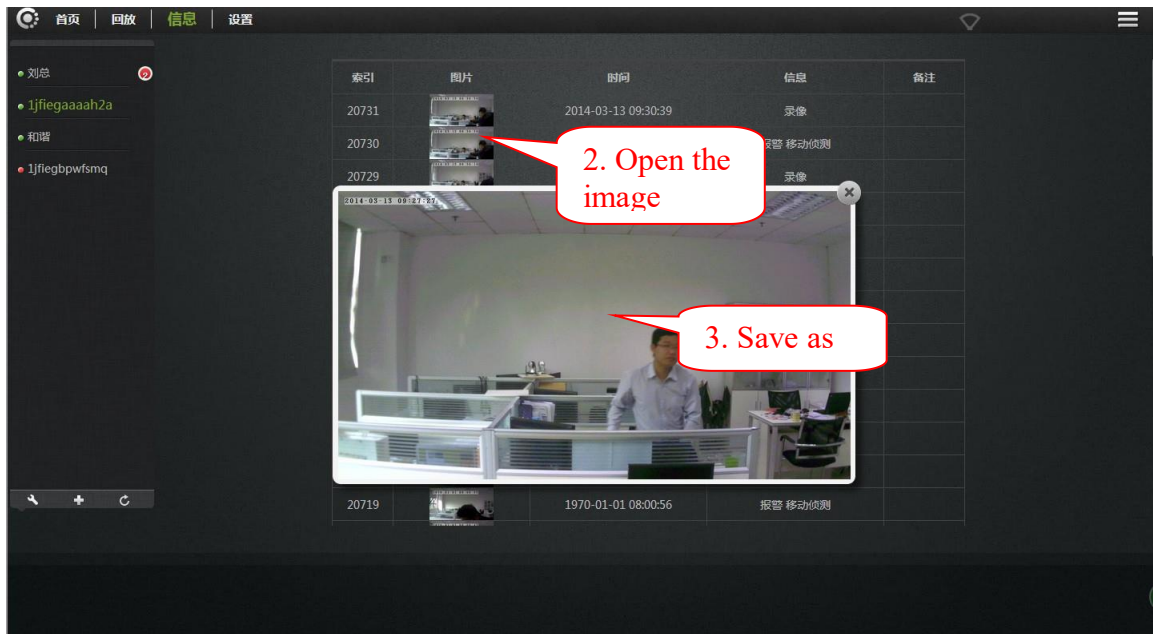 首页 回放 信息 设置
刘总 2
1jfiegaaaah2a
和谐
1jfiegbpwfsmq
索引 图片 时间 信息 备注
20731 2014-03-13 09:30:39 录像
20730 报警 移动侦测
20729 录像
2. Open the
image
2014-03-13 09:27:27
3. Save as
20719 1970-01-01 08:00:56 报警 移动侦测